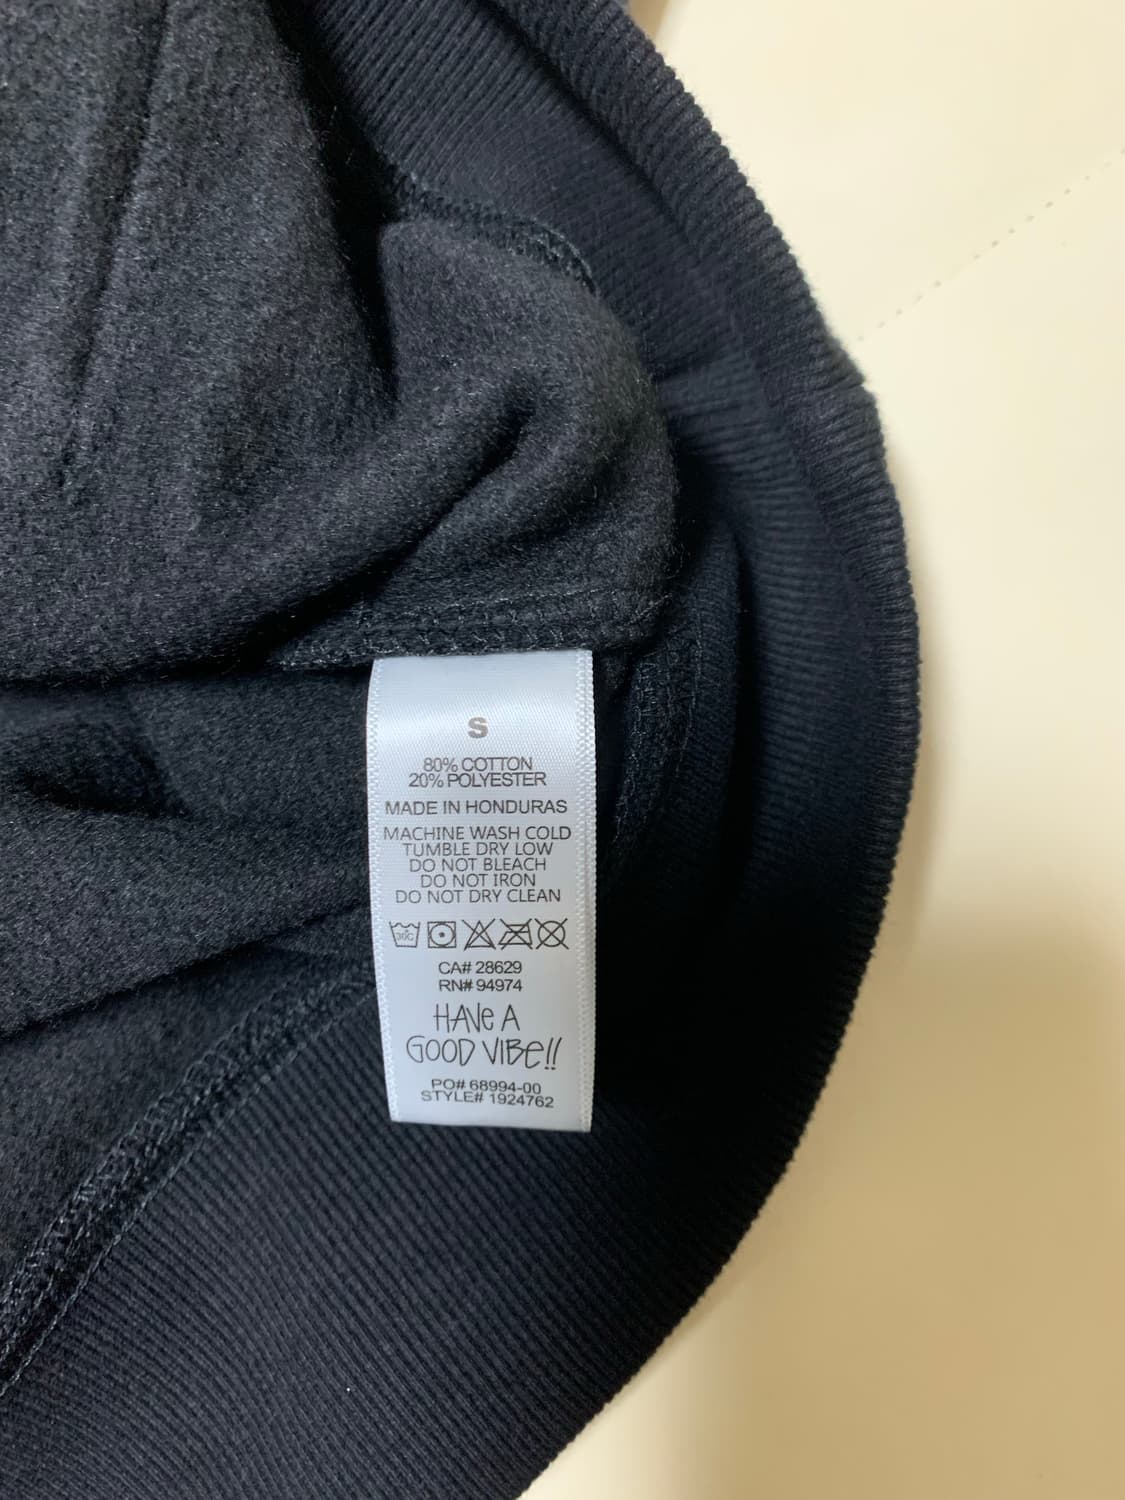 S
80% COTTON
20% POLYESTER
MADE IN HONDURAS
MACHINE WASH COLD
TUMBLE DRY LOW
DO NOT BLEACH
DO NOT IRON
DO NOT DRY CLEAN
30C
CA# 28629
RN# 94974
HAVe A
GOOD VIBe!!
PO# 68994-00
STYLE# 1924762